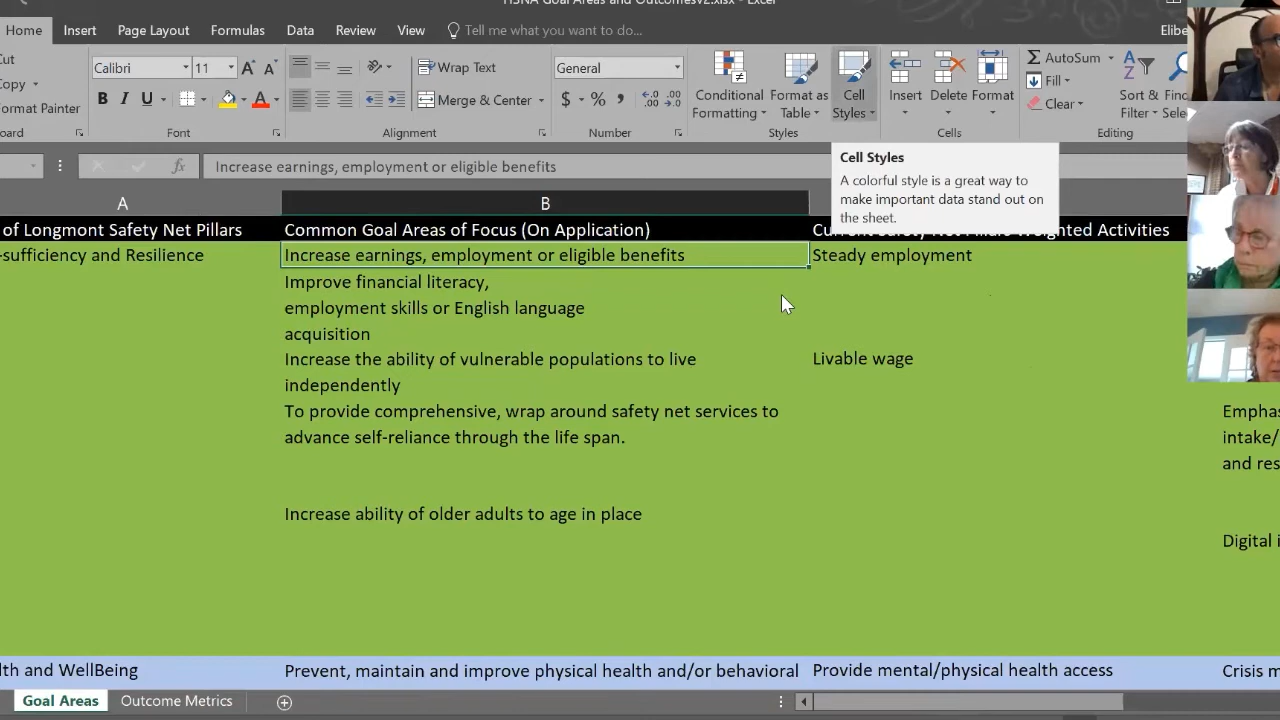 HSNA Goal Areas and Outcomesv2.xlsx - Excel
Home Insert Page Layout Formulas Data Review View Tell me what you want to do...
Cut
Copy
Format Painter
Calibri 11
Wrap Text
Merge & Center
General
Conditional Formatting
Format as Table
Cell Styles
Insert
Delete
Format
AutoSum
Fill
Clear
Sort &
Font Alignment Number Styles Cells Editing
Increase earnings, employment or eligible benefits
Cell Styles
A colorful style is a great way to
make important data stand out on
the sheet.
A B
of Longmont Safety Net Pillars Common Goal Areas of Focus (On Application) Weighted Activities
-sufficiency and Resilience Increase earnings, employment or eligible benefits Steady employment
Improve financial literacy,
employment skills or English language
acquisition
Increase the ability of vulnerable populations to live Livable wage
independently
To provide comprehensive, wrap around safety net services to
advance self-reliance through the life span.
intake/
and res
Increase ability of older adults to age in place
Digital i
lth and WellBeing Prevent, maintain and improve physical health and/or behavioral Provide mental/physical health access Crisis m
Goal Areas Outcome Metrics